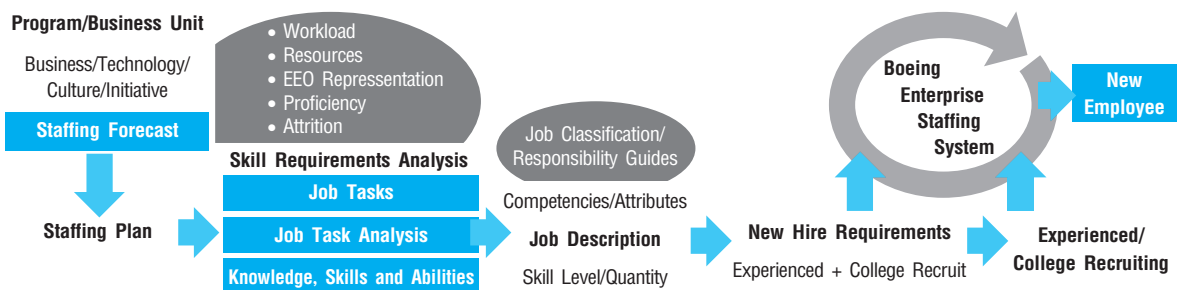 Program/Business Unit
Business/Technology/
Culture/Initiative
Staffing Forecast
Staffing Plan
• Workload
• Resources
• EEO Repressentation
• Proficiency
• Attrition
Skill Requirements Analysis
Job Tasks
Job Task Analysis
Knowledge, Skills and Abilities
Job Classification/
Responsibility Guides
Competencies/Attributes
Job Description
Skill Level/Quantity
New Hire Requirements
Experienced + College Recruit
Boeing
Enterprise
Staffing
System
Experienced/
College Recruiting
New
Employee